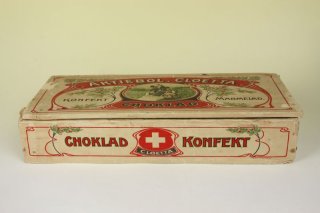 AKTIEBOL. CLOETTA
KONFEKT MARMELAD.
CHOKLAD KONFEKT
CLOETTA